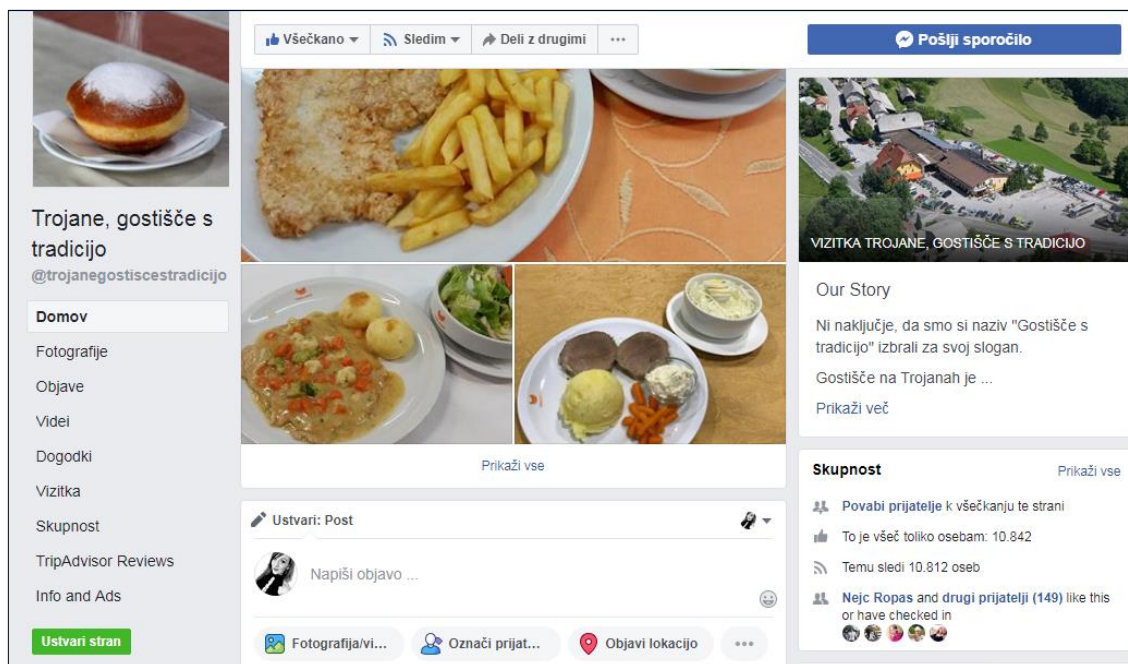 Trojane, gostišče s
tradicijo
@trojanegostiscestradicijo
Domov
Fotografije
Objave
Videi
Dogodki
Vizitka
Skupnost
TripAdvisor Reviews
Info and Ads
Ustvari stran
Všečkano
Sledim
Deli z drugimi
Prikaži vse
Ustvari: Post
Napiši objavo ...
Fotografija/vi...
Označi prijat...
Objavi lokacijo
Pošlji sporočilo
VIZITKA TROJANE, GOSTIŠČE S TRADICIJO
Our Story
Ni naključje, da smo si naziv "Gostišče s
tradicijo" izbrali za svoj slogan.
Gostišče na Trojanah je ...
Prikaži več
Skupnost
Prikaži vse
Povabi prijatelje k všečkanju te strani
To je všeč toliko osebam: 10.842
Temu sledi 10.812 oseb
Nejc Ropas and drugi prijatelji (149) like this
or have checked in